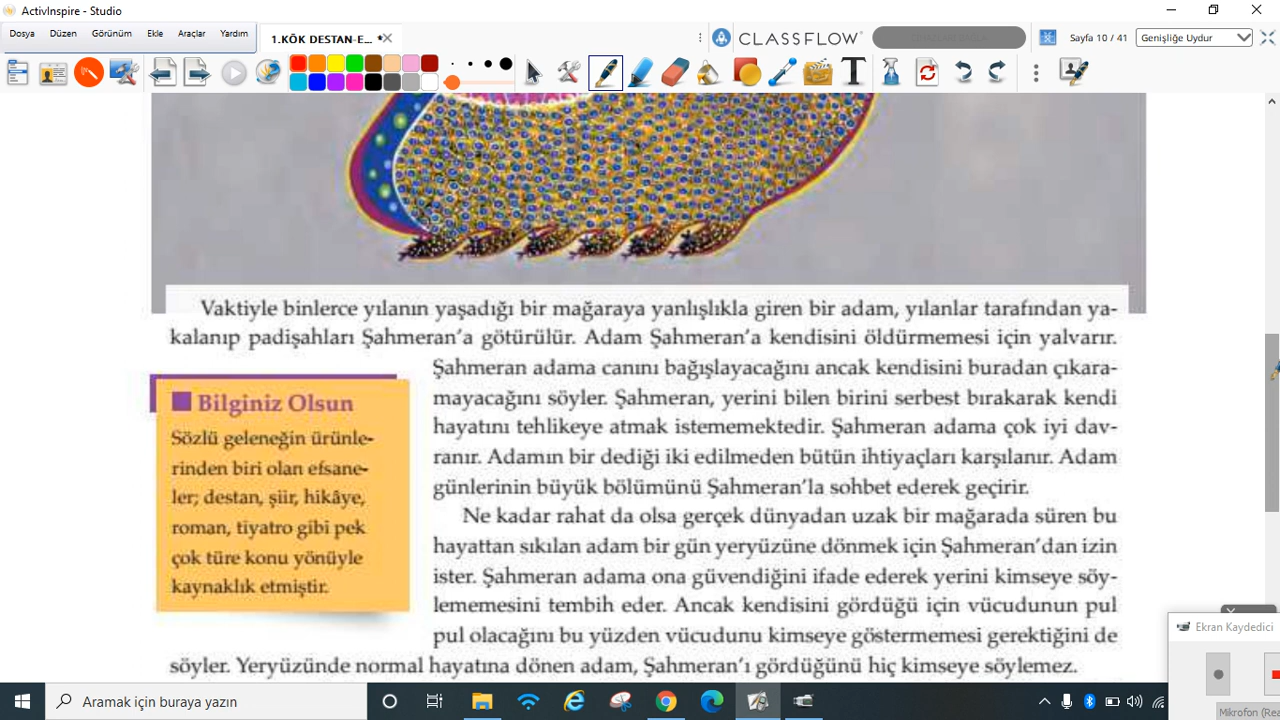 ActivInspire - Studio
Dosya Düzen Görünüm Ekle Araçlar Yardım
1.KÖK DESTAN-E... *
CLASSFLOW
Sayfa 10 / 41
Genişliğe Uydur
Vaktiyle binlerce yılanın yaşadığı bir mağaraya yanlışlıkla giren bir adam, yılanlar tarafından ya-
kalanıp padişahları Şahmeran’a götürülür. Adam Şahmeran’a kendisini öldürmemesi için yalvarır.
Şahmeran adama canını bağışlayacağını ancak kendisini buradan çıkara-
mayacağını söyler. Şahmeran, yerini bilen birini serbest bırakarak kendi
hayatını tehlikeye atmak istememektedir. Şahmeran adama çok iyi dav-
ranır. Adamın bir dediği iki edilmeden bütün ihtiyaçları karşılanır. Adam
günlerinin büyük bölümünü Şahmeran’la sohbet ederek geçirir.
Bilginiz Olsun
Sözlü geleneğin ürünle-
rinden biri olan efsane-
ler; destan, şiir, hikâye,
roman, tiyatro gibi pek
çok türe konu yönüyle
kaynaklık etmiştir.
Ne kadar rahat da olsa gerçek dünyadan uzak bir mağarada süren bu
hayattan sıkılan adam bir gün yeryüzüne dönmek için Şahmeran’dan izin
ister. Şahmeran adama ona güvendiğini ifade ederek yerini kimseye söy-
lememesini tembih eder. Ancak kendisini gördüğü için vücudunun pul
pul olacağını bu yüzden vücudunu kimseye göstermemesi gerektiğini de
söyler. Yeryüzünde normal hayatına dönen adam, Şahmeran’ı gördüğünü hiç kimseye söylemez.
Ekran Kaydedici
Mikrofon (Rea
Aramak için buraya yazın